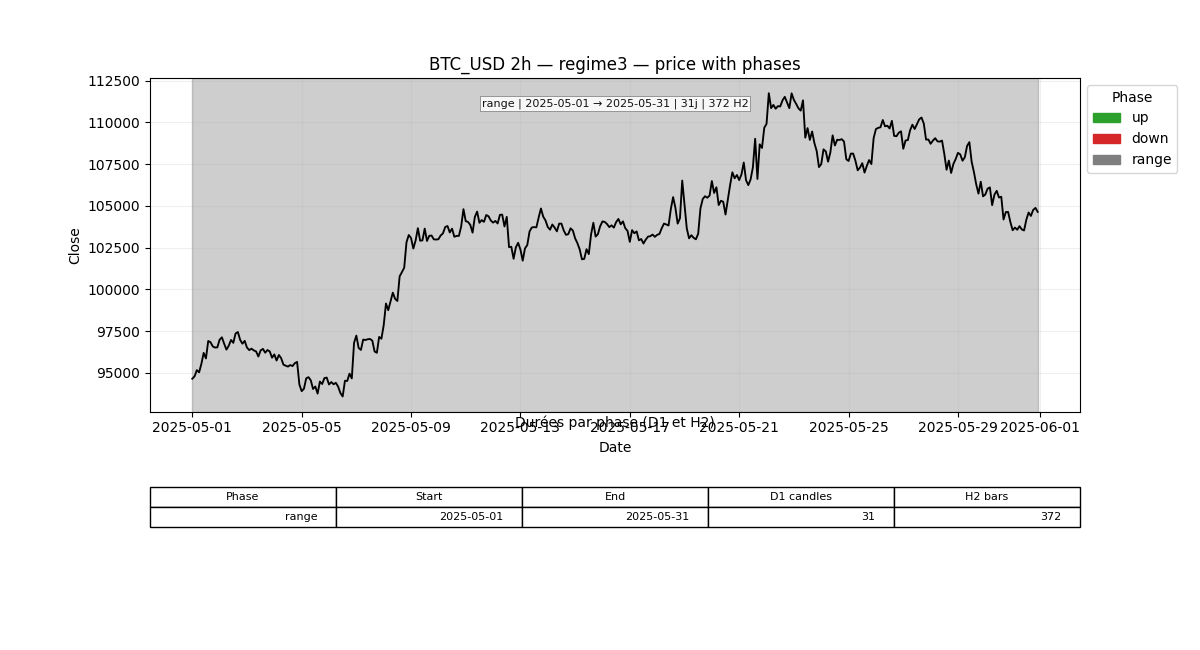 BTC_USD 2h — regime3 — price with phases
112500
110000
107500
105000
102500
100000
97500
95000
Close
range | 2025-05-01 → 2025-05-31 | 31j | 372 H2
Phase
up
down
range
Durées par phase (D1 et H2)
2025-05-01 2025-05-05 2025-05-09 2025-05-13 2025-05-17 2025-05-21 2025-05-25 2025-05-29 2025-06-01
Date
Phase Start End D1 candles H2 bars
range 2025-05-01 2025-05-31 31 372